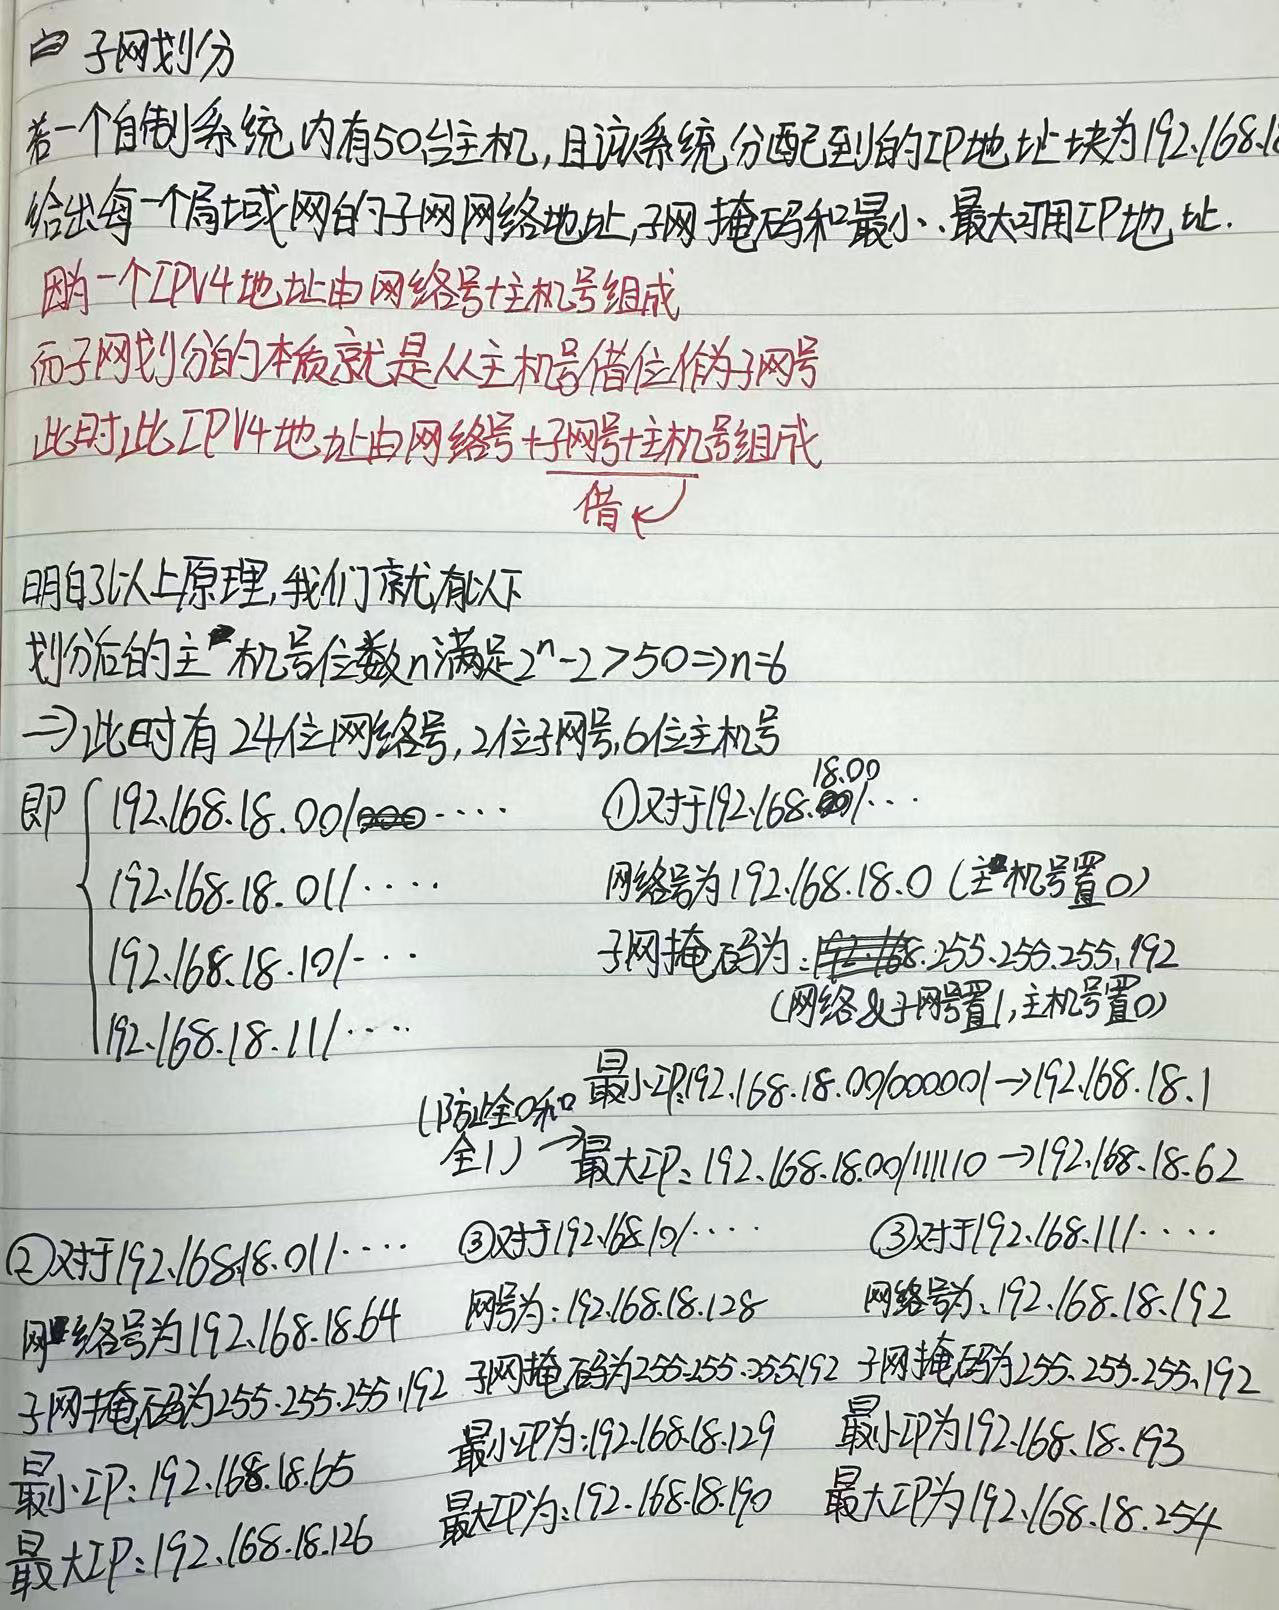 子网划分
若一个自制系统内有50台主机,且该系统分配到的IP地址块为192.168.18
给出每一个局域网的子网网络地址,子网掩码和最小、最大可用IP地址.
因为一个IPV4地址由网络号+主机号组成
而子网划分的本质就是从主机号借位作为子网号
此时此IPV4地址由网络号+子网号+主机号组成
借
明白了以上原理,我们就有以下
划分后的主机号位数n满足2ⁿ-2>50⇒n=6
⇒此时有24位网络号,2位子网号,6位主机号
即
192.168.18.00/····
192.168.18.01/····
192.168.18.10/···
192.168.18.11/····
①对于192.168.18.00/···
网络号为192.168.18.0(主机号置0)
子网掩码为:255.255.255.192
(网络&子网号置1,主机号置0)
最小IP:192.168.18.00/000001→192.168.18.1
(防止全0和
全1)→最大IP:192.168.18.00/111110→192.168.18.62
②对于192.168.18.01/····
网络号为192.168.18.64
子网掩码为255.255.255.192
最小IP:192.168.18.65
最大IP:192.168.18.126
③对于192.168.10/····
网号为:192.168.18.128
子网掩码为255.255.255.192
最小IP为:192.168.18.129
最大IP为:192.168.18.190
③对于192.168.11/····
网络号为:192.168.18.192
子网掩码为255.255.255.192
最小IP为192.168.18.193
最大IP为192.168.18.254